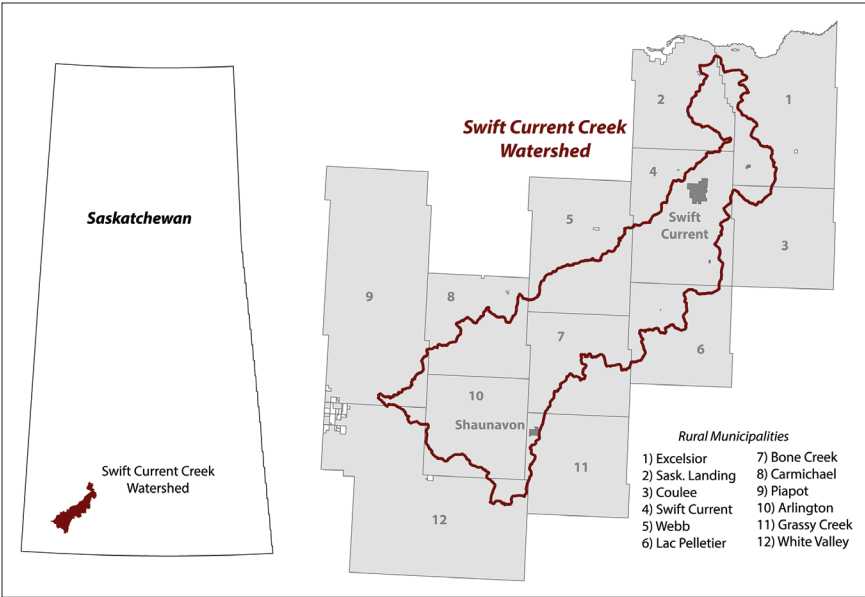 Saskatchewan
Swift Current Creek
Watershed
Swift Current Creek
Watershed
2
1
4
Swift
Current
5
3
9
8
7
6
10
Shaunavon
11
12
Rural Municipalities
1) Excelsior
2) Sask. Landing
3) Coulee
4) Swift Current
5) Webb
6) Lac Pelletier
7) Bone Creek
8) Carmichael
9) Piapot
10) Arlington
11) Grassy Creek
12) White Valley